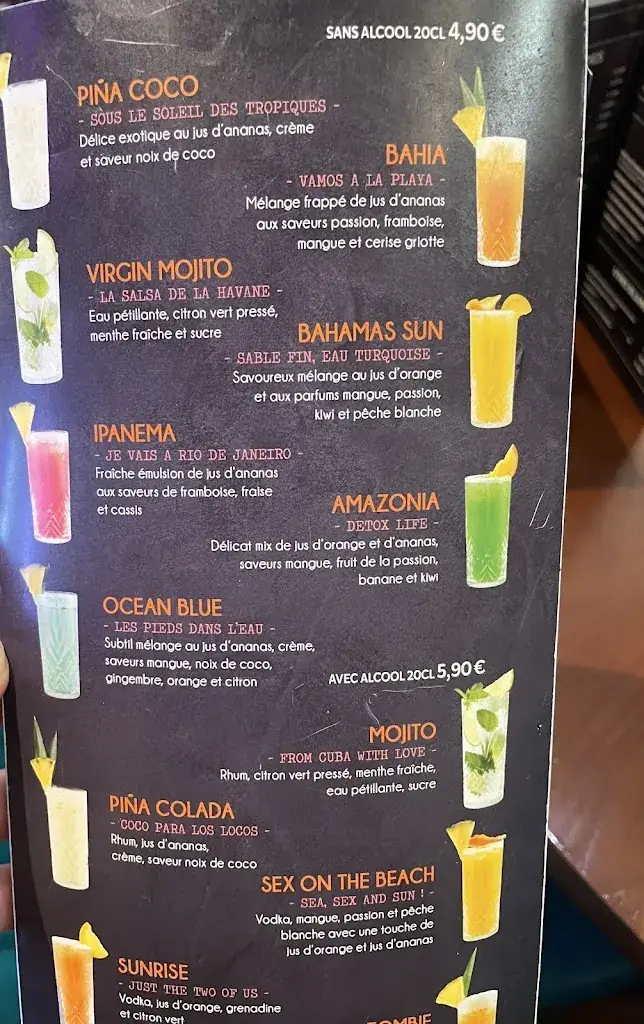 SANS ALCOOL 20CL 4,90 €
PIÑA COCO
- SOUS LE SOLEIL DES TROPIQUES -
Délice exotique au jus d'ananas, crème
et saveur noix de coco
BAHIA
- VAMOS A LA PLAYA -
Mélange frappé de jus d'ananas
aux saveurs passion, framboise,
mangue et cerise griotte
VIRGIN MOJITO
- LA SALSA DE LA HAVANE -
Eau pétillante, citron vert pressé,
menthe fraîche et sucre
BAHAMAS SUN
- SABLE FIN, EAU TURQUOISE -
Savoureux mélange au jus d'orange
et aux parfums mangue, passion,
kiwi et pêche blanche
IPANEMA
- JE VAIS A RIO DE JANEIRO -
Fraîche émulsion de jus d'ananas
aux saveurs de framboise, fraise
et cassis
AMAZONIA
- DETOX LIFE -
Délicat mix de jus d'orange et d'ananas,
saveurs mangue, fruit de la passion,
banane et kiwi
OCEAN BLUE
- LES PIEDS DANS L'EAU -
Subtil mélange au jus d'ananas, crème,
saveurs mangue, noix de coco,
gingembre, orange et citron
AVEC ALCOOL 20CL 5,90 €
MOJITO
- FROM CUBA WITH LOVE -
Rhum, citron vert pressé, menthe fraîche,
eau pétillante, sucre
PIÑA COLADA
- COCO PARA LOS LOCOS -
Rhum, jus d'ananas,
crème, saveur noix de coco
SEX ON THE BEACH
- SEA, SEX AND SUN ! -
Vodka, mangue, passion et pêche
blanche avec une touche de
jus d'orange et jus d'ananas
SUNRISE
- JUST THE TWO OF US -
Vodka, jus d'orange, grenadine
et citron vert
ZOMBIE